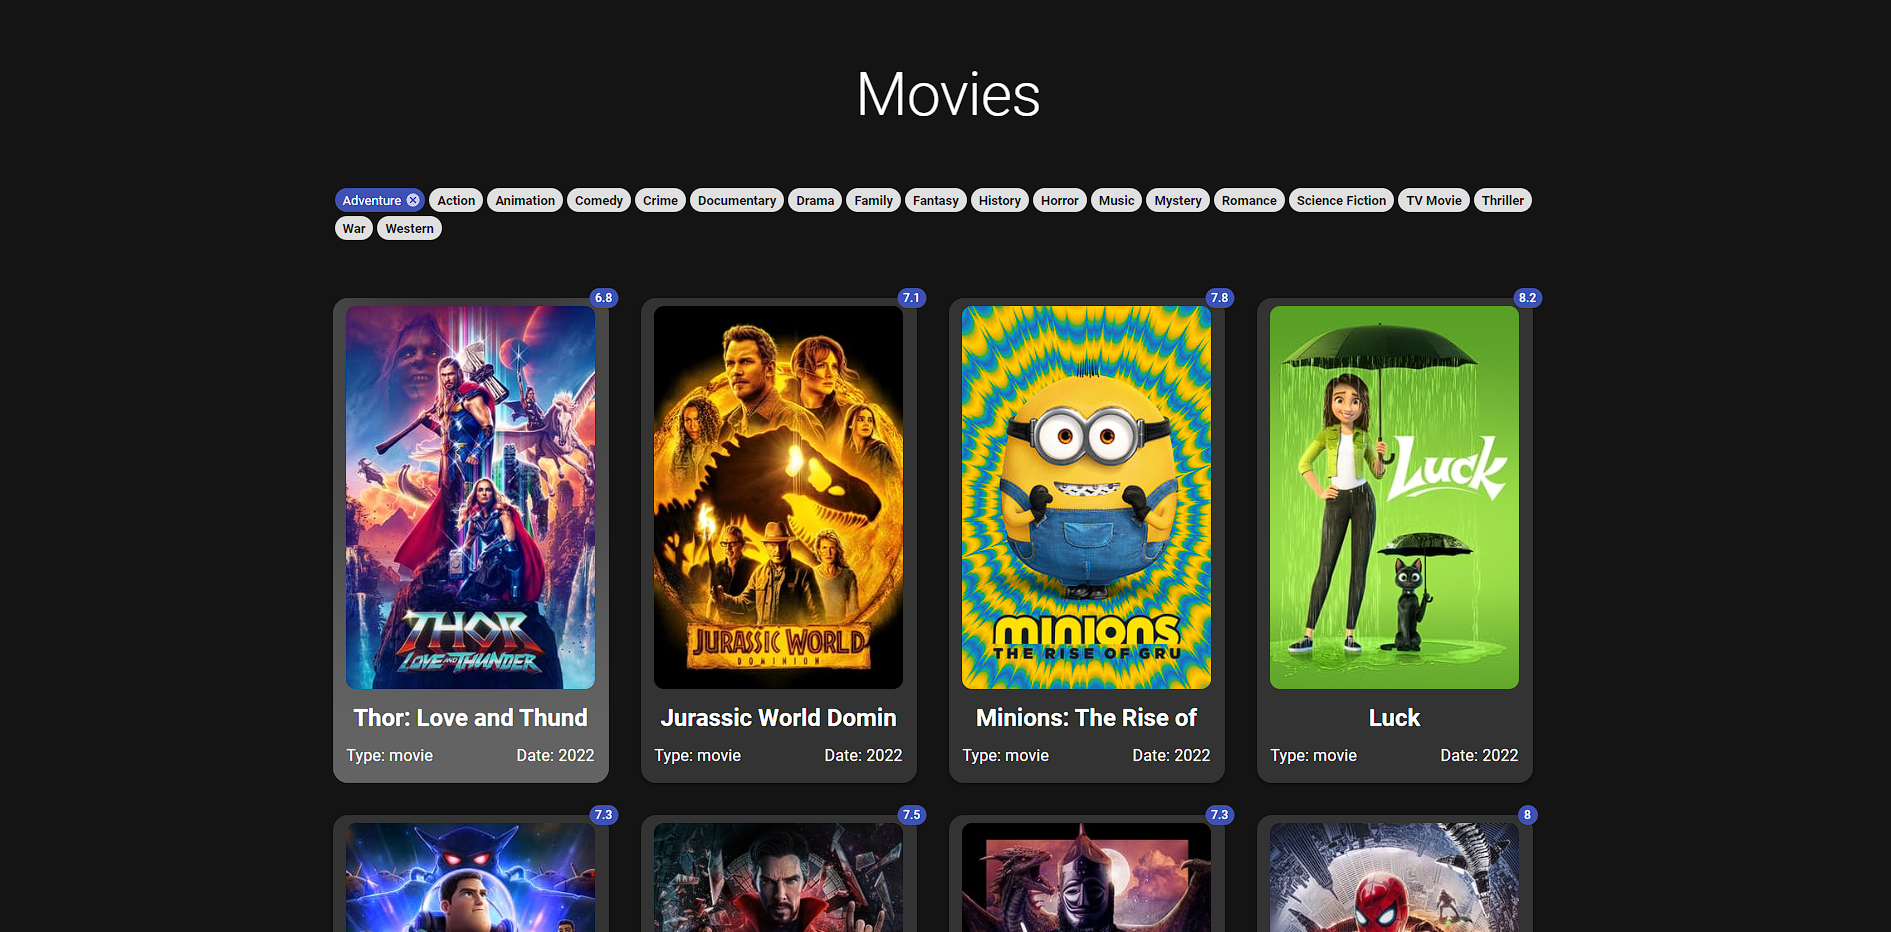 Movies
Adventure Action Animation Comedy Crime Documentary Drama Family Fantasy History Horror Music Mystery Romance Science Fiction TV Movie Thriller
War Western
6.8 7.1 7.8 8.2
Luck
THOR
LOVE AND THUNDER
JURASSIC WORLD
DOMINION
MINIONS
THE RISE OF GRU
Thor: Love and Thund Jurassic World Domin Minions: The Rise of Luck
Type: movie Date: 2022 Type: movie Date: 2022 Type: movie Date: 2022 Type: movie Date: 2022
7.3 7.5 7.3 8